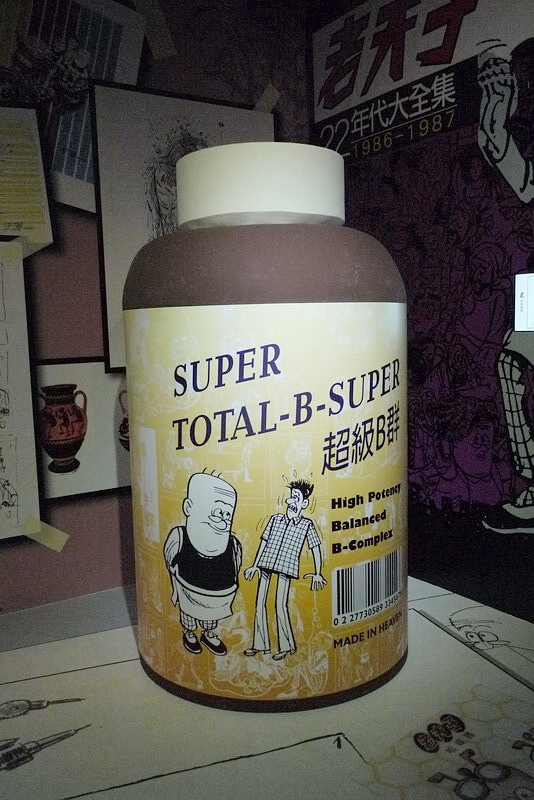 老夫子
22年代大全集
1986-1987
SUPER
TOTAL-B-SUPER
超級B群
High Potency
Balanced
B-Complex
MADE IN HEAVEN